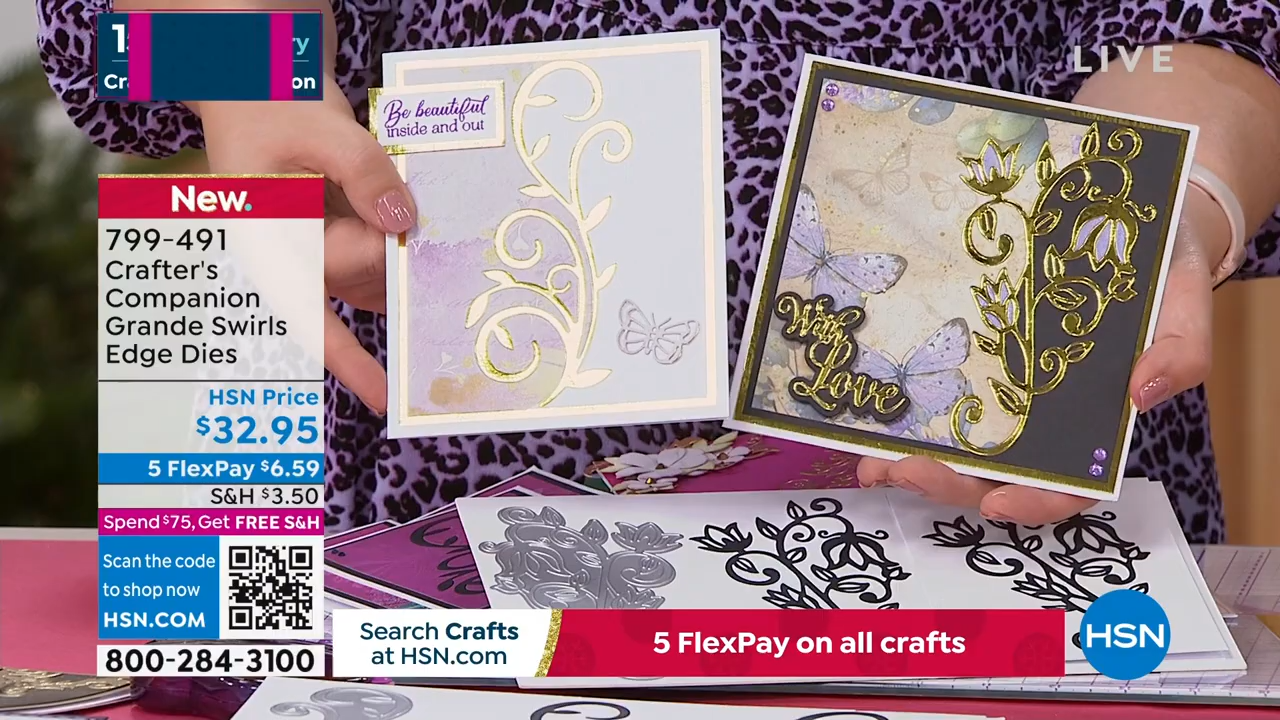 LIVE
Be beautiful
inside and out
With
Love
New.
799-491
Crafter's
Companion
Grande Swirls
Edge Dies
HSN Price
$32.95
5 FlexPay $6.59
S&H $3.50
Spend $75, Get FREE S&H
Scan the code
to shop now
HSN.COM
800-284-3100
Search Crafts
at HSN.com
5 FlexPay on all crafts
HSN